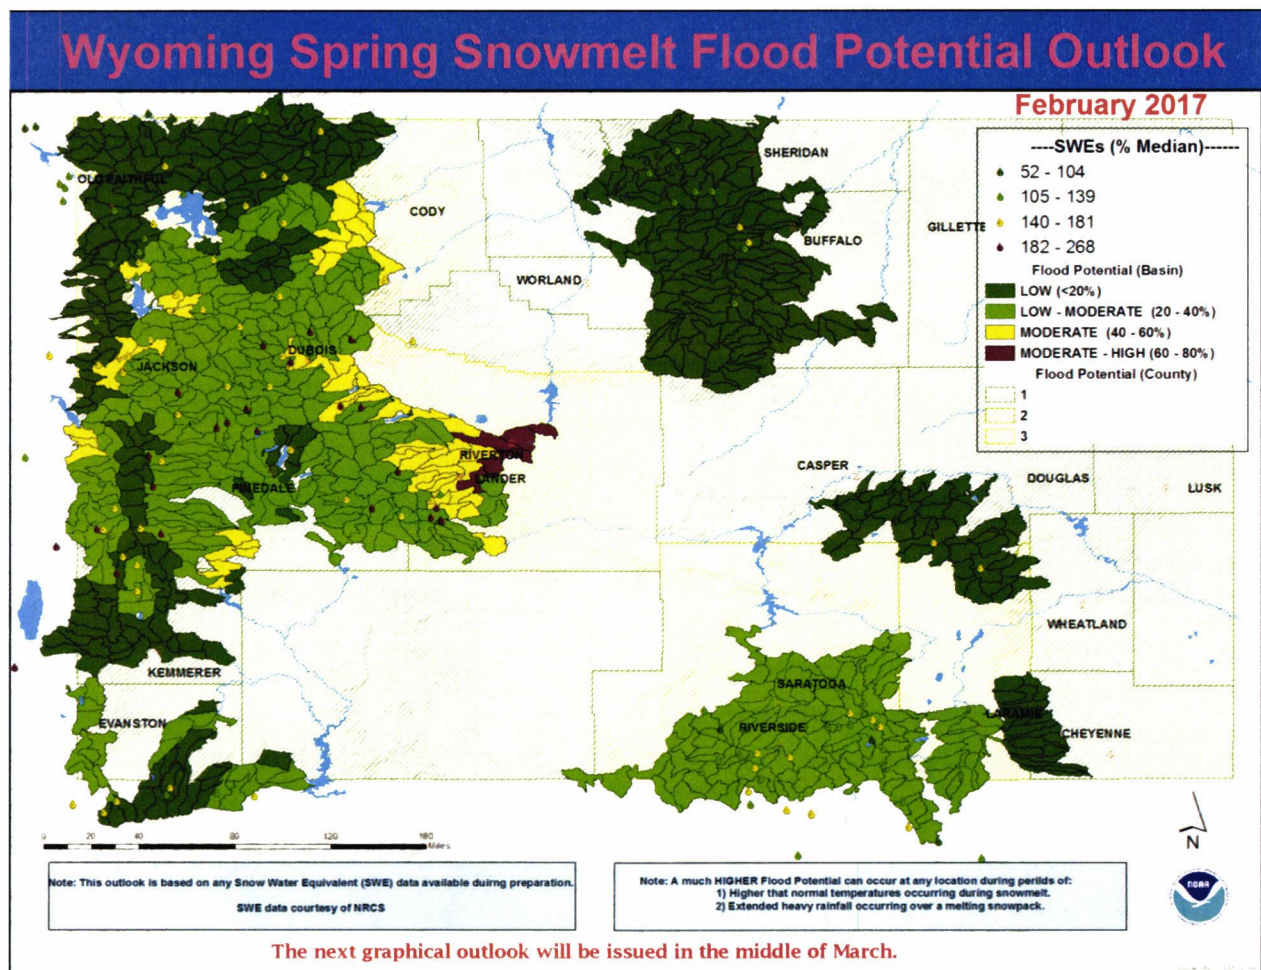 Wyoming Spring Snowmelt Flood Potential Outlook
February 2017
----SWEs (% Median)------
52 - 104
105 - 139
140 - 181
182 - 268
Flood Potential (Basin)
LOW (<20%)
LOW - MODERATE (20 - 40%)
MODERATE (40 - 60%)
MODERATE - HIGH (60 - 80%)
Flood Potential (County)
1
2
3
OLD FAITHFUL
CODY
SHERIDAN
GILLETTE
BUFFALO
WORLAND
DUBOIS
JACKSON
RIVERTON
LANDER
PINEDALE
CASPER
DOUGLAS
LUSK
WHEATLAND
KEMMERER
SARATOGA
LARAMIE
EVANSTON
RIVERSIDE
CHEYENNE
0 20 40 80 120 160
Miles
N
NOAA
Note: This outlook is based on any Snow Water Equivalent (SWE) data available duirng preparation.
SWE data courtesy of NRCS
Note: A much HIGHER Flood Potential can occur at any location during perilds of:
1) Higher that normal temperatures occurring during snowmelt.
2) Extended heavy rainfall occurring over a melting snowpack.
The next graphical outlook will be issued in the middle of March.